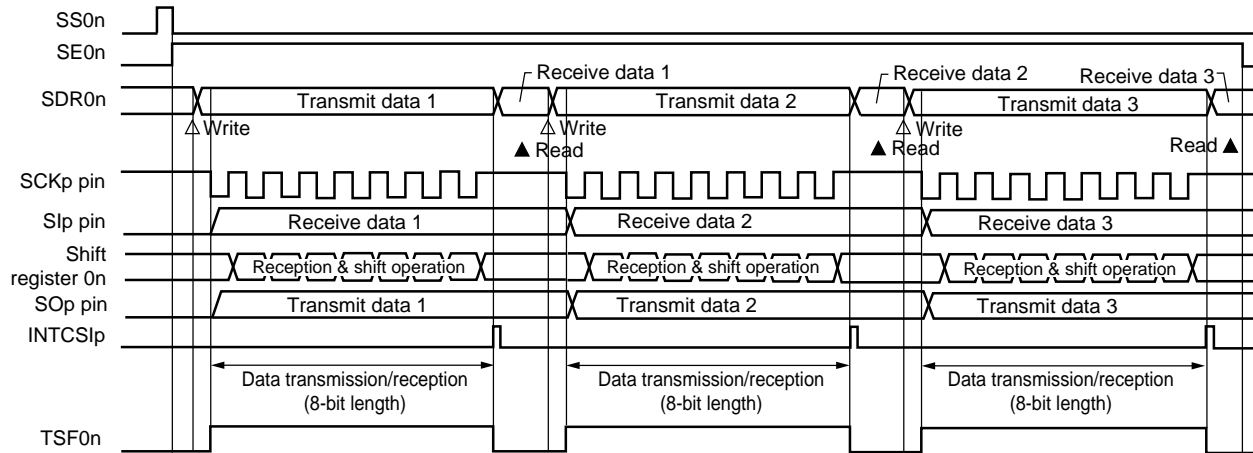 SS0n
SE0n
Receive data 1
Receive data 2
Receive data 3
SDR0n
Transmit data 1
Transmit data 2
Transmit data 3
Write
Write
Write
Read
Read
Read
SCKp pin
SIp pin
Receive data 1
Receive data 2
Receive data 3
Shift
register 0n
Reception & shift operation
Reception & shift operation
Reception & shift operation
SOp pin
Transmit data 1
Transmit data 2
Transmit data 3
INTCSIp
Data transmission/reception
(8-bit length)
Data transmission/reception
(8-bit length)
Data transmission/reception
(8-bit length)
TSF0n